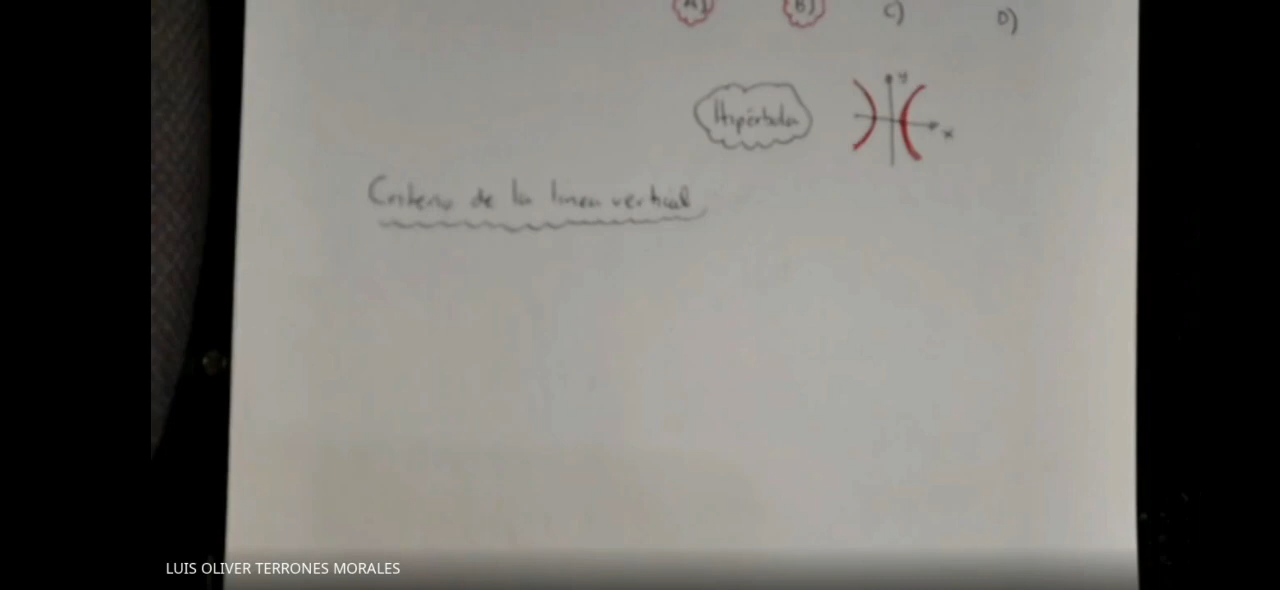 A) B) C) D)
Hipérbola
y
x
Criterio de la línea vertical
LUIS OLIVER TERRONES MORALES